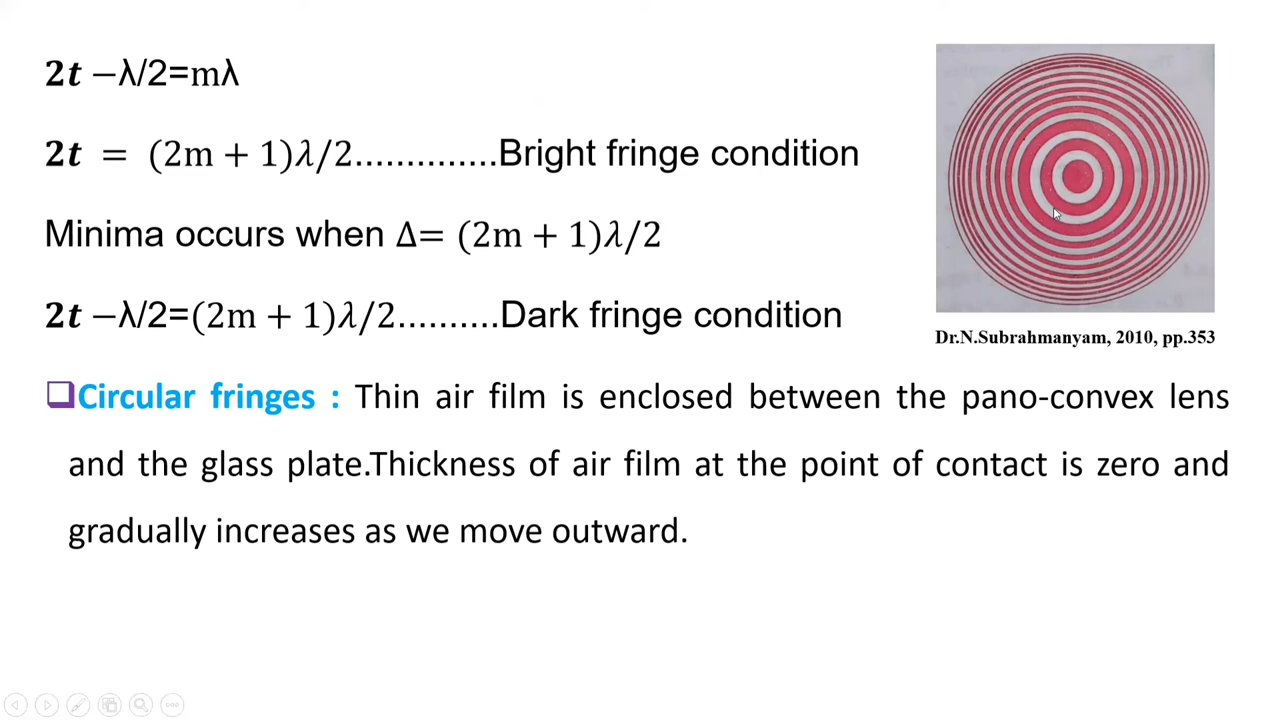 2t −λ/2=mλ
2t = (2m + 1)λ/2..............Bright fringe condition
Minima occurs when Δ= (2m + 1)λ/2
2t −λ/2=(2m + 1)λ/2..........Dark fringe condition
Dr.N.Subrahmanyam, 2010, pp.353
Circular fringes : Thin air film is enclosed between the pano-convex lens
and the glass plate.Thickness of air film at the point of contact is zero and
gradually increases as we move outward.